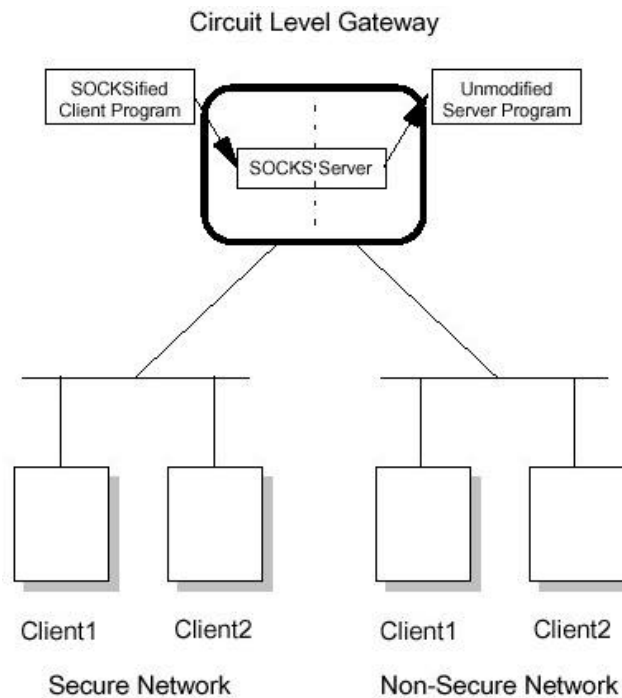 Circuit Level Gateway
SOCKSified
Client Program
Unmodified
Server Program
SOCKS Server
Client1
Client2
Client1
Client2
Secure Network
Non-Secure Network